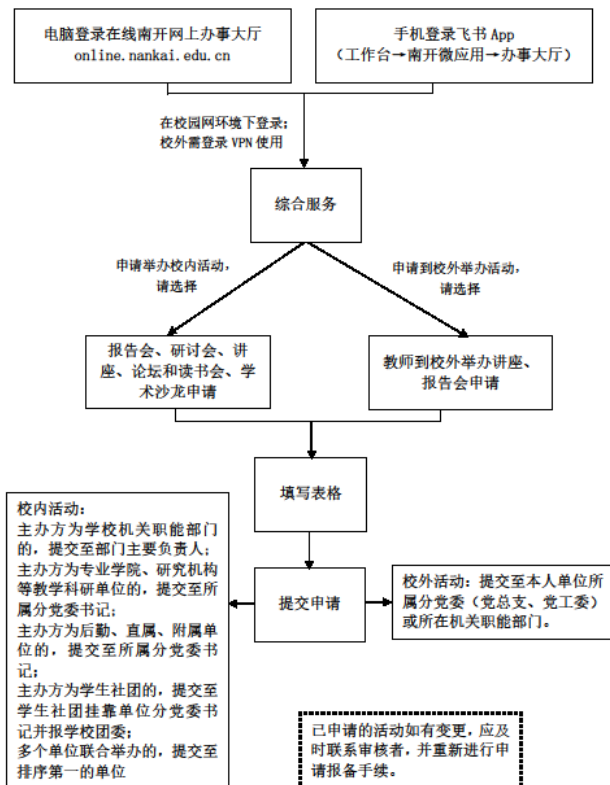 电脑登录在线南开网上办事大厅
online.nankai.edu.cn
手机登录飞书 App
（工作台→南开微应用→办事大厅）
在校园网环境下登录；
校外需登录 VPN 使用
综合服务
申请举办校内活动，
请选择
申请到校外举办活动，
请选择
报告会、研讨会、讲
座、论坛和读书会、学
术沙龙申请
教师到校外举办讲座、
报告会申请
填写表格
提交申请
校内活动：
主办方为学校机关职能部门
的，提交至部门主要负责人；
主办方为专业学院、研究机构
等教学科研单位的，提交至所
属分党委书记；
主办方为后勤、直属、附属单
位的，提交至所属分党委书
记；
主办方为学生社团的，提交至
学生社团挂靠单位分党委书
记并报学校团委；
多个单位联合举办的，提交至
排序第一的单位
校外活动：提交至本人单位所
属分党委（党总支、党工委）
或所在机关职能部门。
已申请的活动如有变更，应及
时联系审核者，并重新进行申
请报备手续。